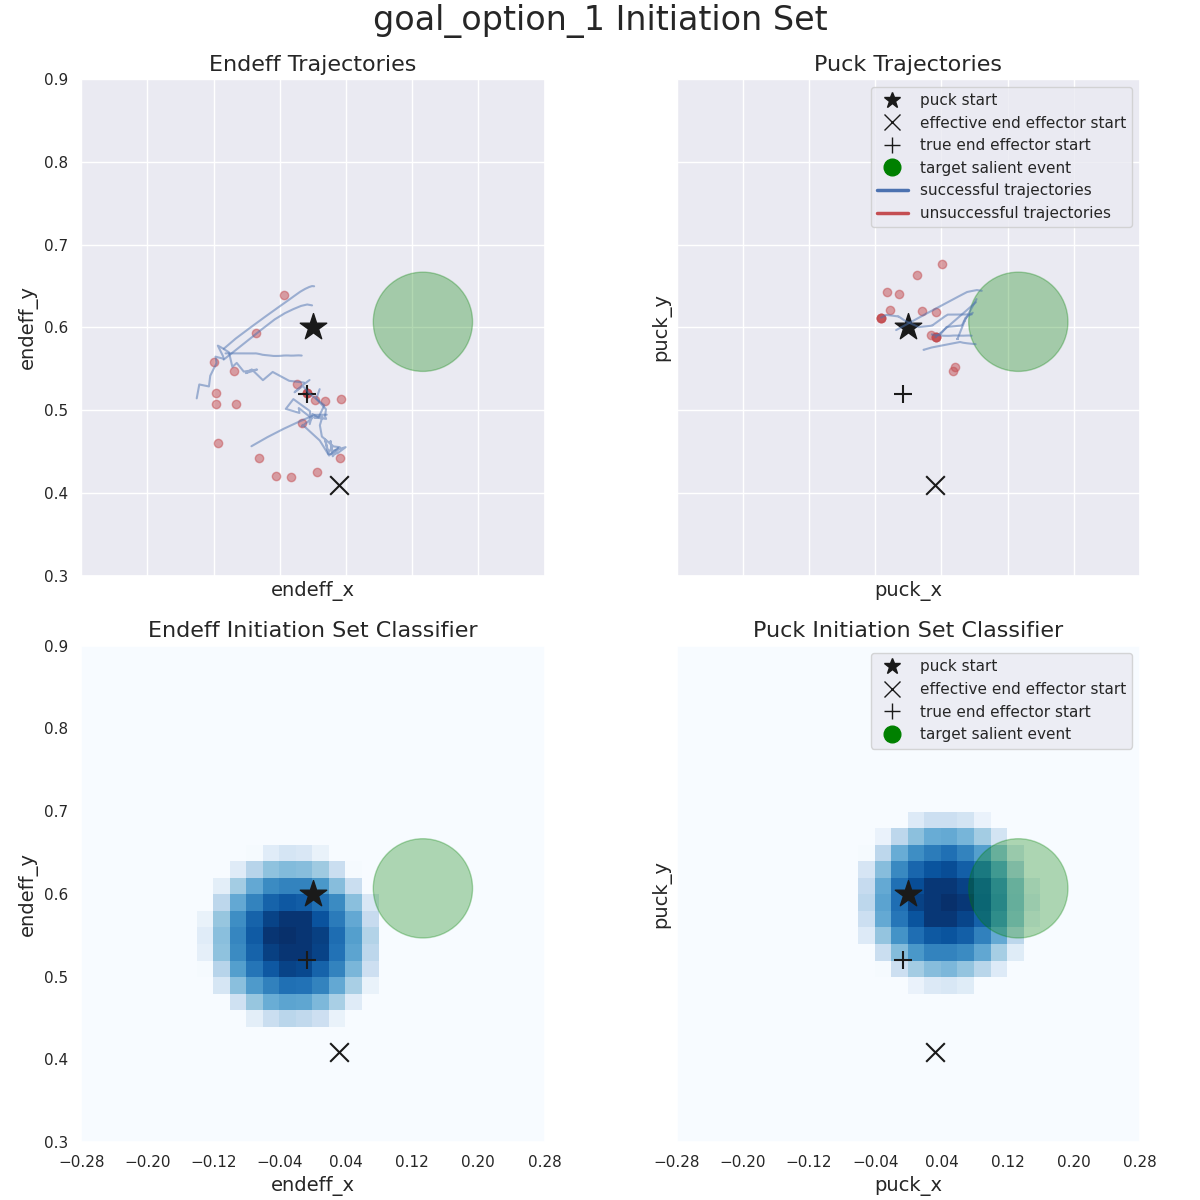 goal_option_1 Initiation Set
Endeff Trajectories
0.9
0.8
0.7
0.6
0.5
0.4
0.3
endeff_y
endeff_x
Puck Trajectories
puck start
effective end effector start
true end effector start
target salient event
successful trajectories
unsuccessful trajectories
puck_y
puck_x
Endeff Initiation Set Classifier
0.9
0.8
0.7
0.6
0.5
0.4
0.3
endeff_y
−0.28 −0.20 −0.12 −0.04 0.04 0.12 0.20 0.28
endeff_x
Puck Initiation Set Classifier
puck start
effective end effector start
true end effector start
target salient event
puck_y
−0.28 −0.20 −0.12 −0.04 0.04 0.12 0.20 0.28
puck_x